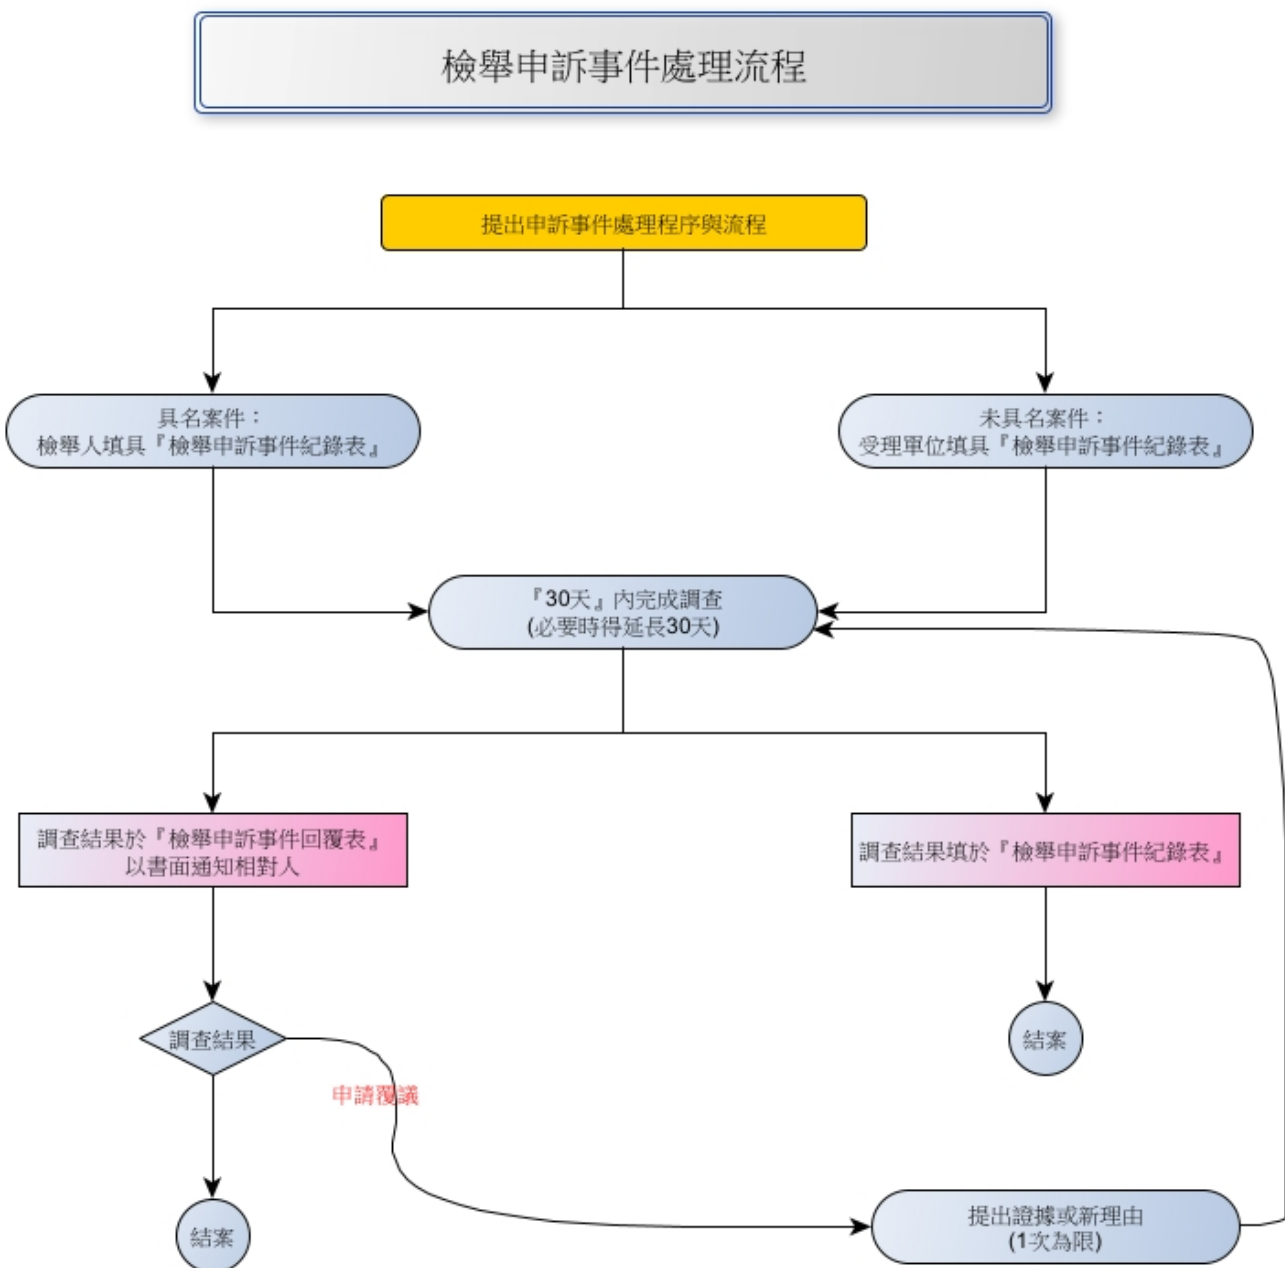 檢舉申訴事件處理流程
提出申訴事件處理程序與流程
具名案件：
檢舉人填具『檢舉申訴事件紀錄表』
未具名案件：
受理單位填具『檢舉申訴事件紀錄表』
『30天』內完成調查
(必要時得延長30天)
調查結果於『檢舉申訴事件回覆表』
以書面通知相對人
調查結果填於『檢舉申訴事件紀錄表』
調查結果
結案
申請覆議
結案
提出證據或新理由
(1次為限)